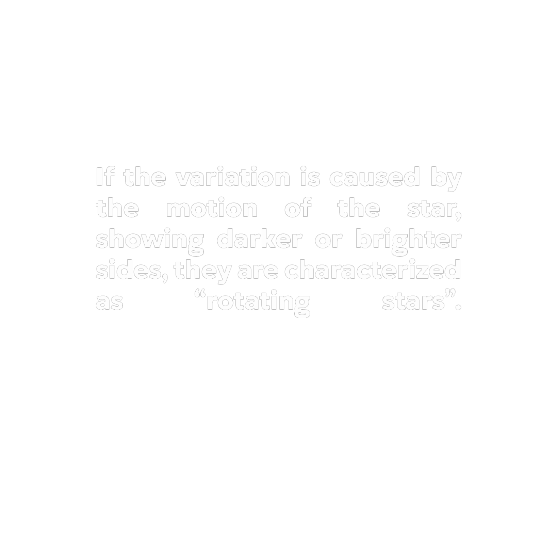 If the variation is caused by
the motion of the star,
showing darker or brighter
sides, they are characterized
as “rotating stars”.